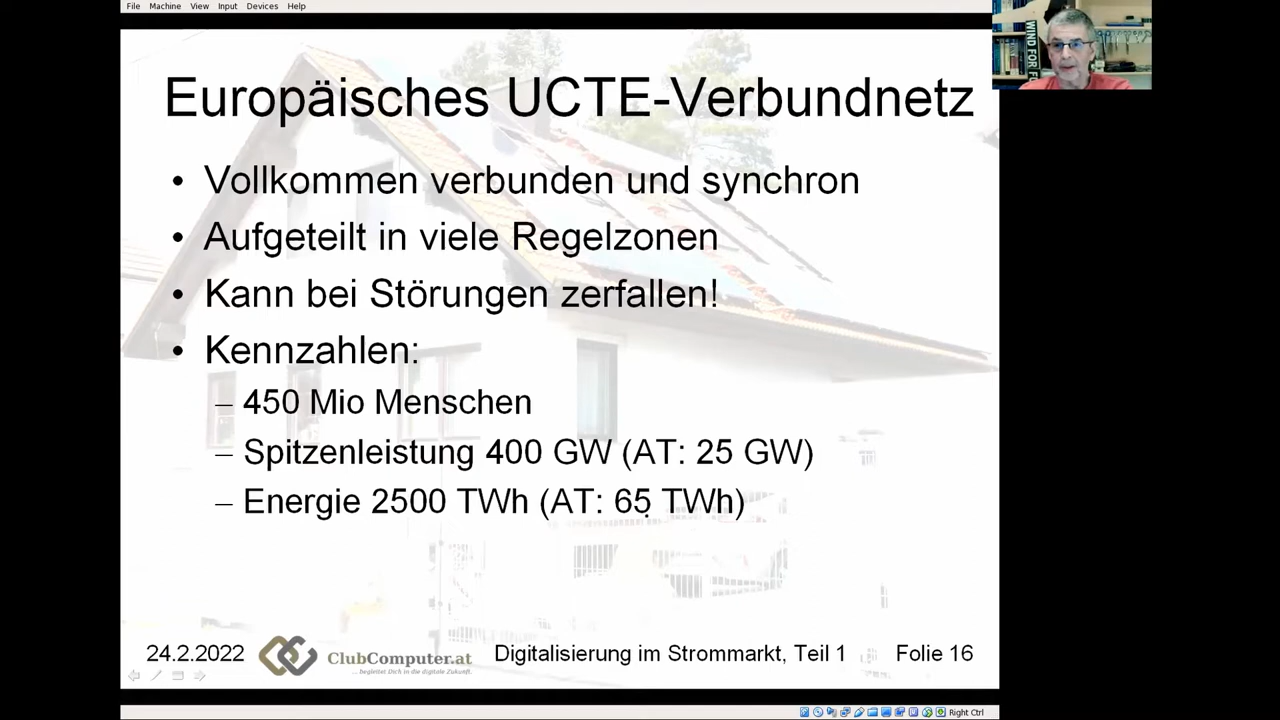 File Machine View Input Devices Help
WIND FOR
Europäisches UCTE-Verbundnetz
• Vollkommen verbunden und synchron
• Aufgeteilt in viele Regelzonen
• Kann bei Störungen zerfallen!
• Kennzahlen:
– 450 Mio Menschen
– Spitzenleistung 400 GW (AT: 25 GW)
– Energie 2500 TWh (AT: 65 TWh)
24.2.2022
ClubComputer.at
... begleitet Dich in die digitale Zukunft.
Digitalisierung im Strommarkt, Teil 1
Folie 16
Right Ctrl